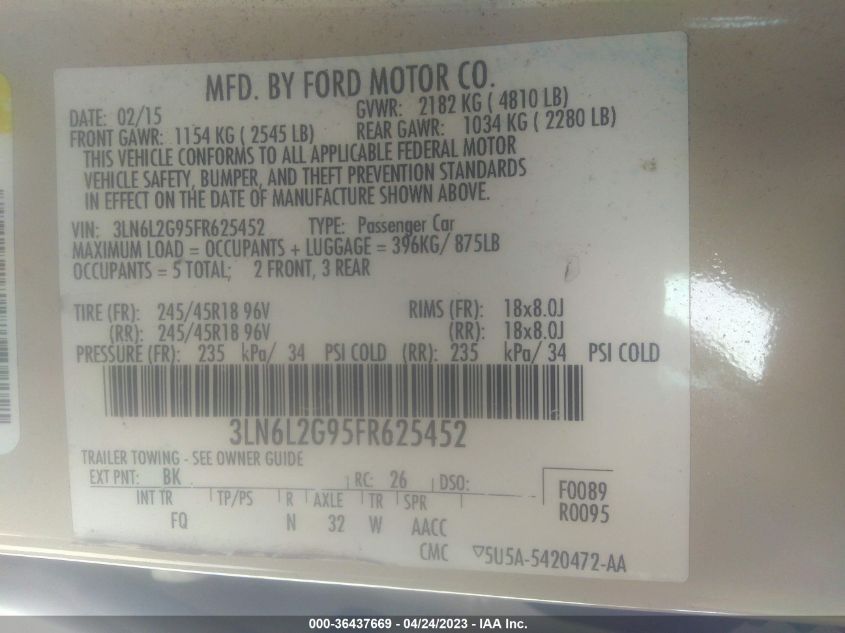 MFD. BY FORD MOTOR CO.
DATE: 02/15 GVWR: 2182 KG ( 4810 LB)
FRONT GAWR: 1154 KG ( 2545 LB) REAR GAWR: 1034 KG ( 2280 LB)
THIS VEHICLE CONFORMS TO ALL APPLICABLE FEDERAL MOTOR
VEHICLE SAFETY, BUMPER, AND THEFT PREVENTION STANDARDS
IN EFFECT ON THE DATE OF MANUFACTURE SHOWN ABOVE.
VIN: 3LN6L2G95FR625452 TYPE: Passenger Car
MAXIMUM LOAD = OCCUPANTS + LUGGAGE = 396KG/ 875LB
OCCUPANTS = 5 TOTAL; 2 FRONT, 3 REAR
TIRE (FR): 245/45R18 96V RIMS (FR): 18x8.0J
(RR): 245/45R18 96V (RR): 18x8.0J
PRESSURE (FR): 235 kPa/ 34 PSI COLD (RR): 235 kPa/ 34 PSI COLD
3LN6L2G95FR625452
TRAILER TOWING - SEE OWNER GUIDE
EXT PNT: BK RC: 26 DSO: F0089
INT TR TP/PS R AXLE TR SPR R0095
FQ N 32 W AACC
CMC ▽5U5A-5420472-AA
000-36437669 - 04/24/2023 - IAA Inc.